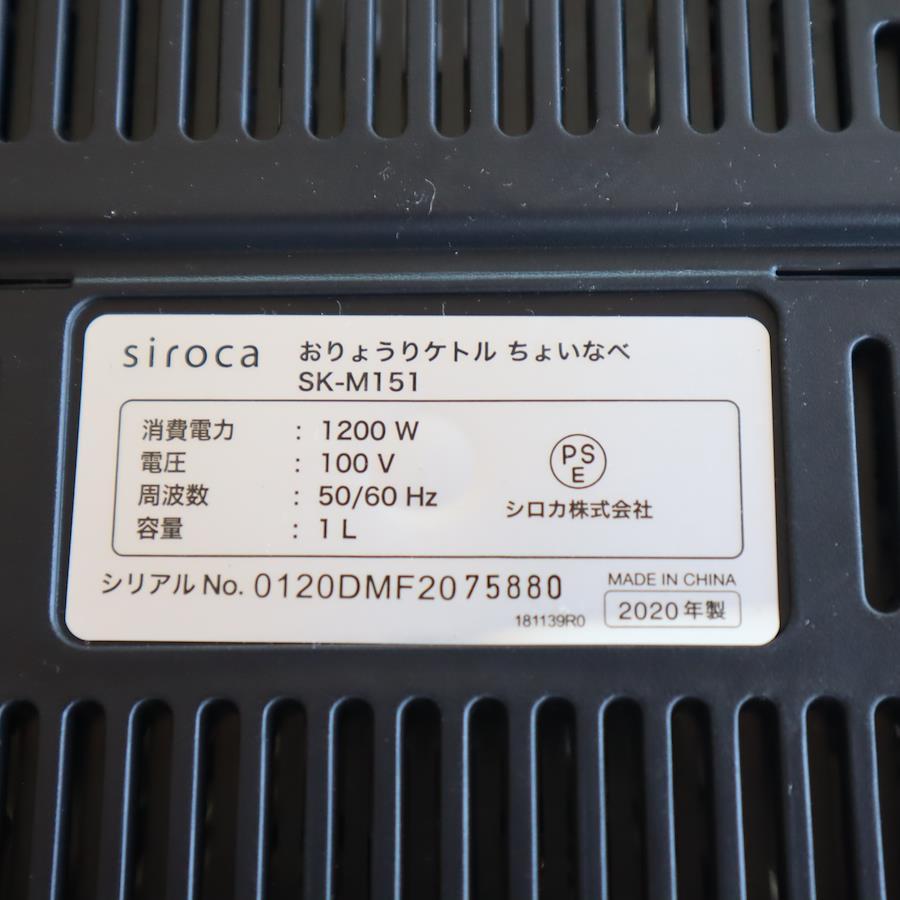 siroca おりょうりケトル ちょいなべ
SK-M151
消費電力 : 1200 W
電圧 : 100 V
周波数 : 50/60 Hz
容量 : 1 L
PS
E
シロカ株式会社
シリアルNo. 0120DMF2075880
MADE IN CHINA
181139R0
2020年製